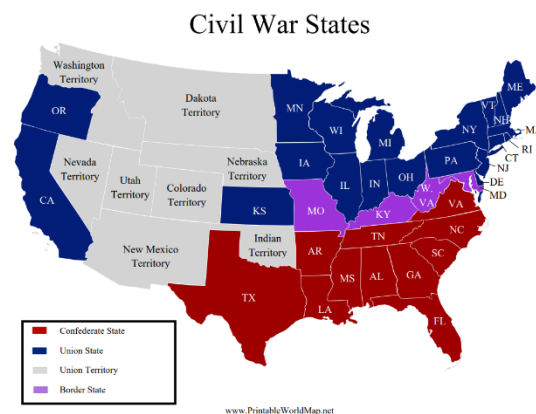 Civil War States
Washington
Territory
OR
Dakota
Territory
MN
WI
MI
ME
VT
NH
NY
RI
CT
NJ
PA
DE
MD
Nevada
Territory
Utah
Territory
Colorado
Territory
Nebraska
Territory
IA
IL
IN
OH
W.
VA
VA
CA
KS
MO
KY
New Mexico
Territory
Indian
Territory
AR
TN
NC
SC
TX
LA
MS
AL
GA
FL
Confederate State
Union State
Union Territory
Border State
www.PrintableWorldMap.net